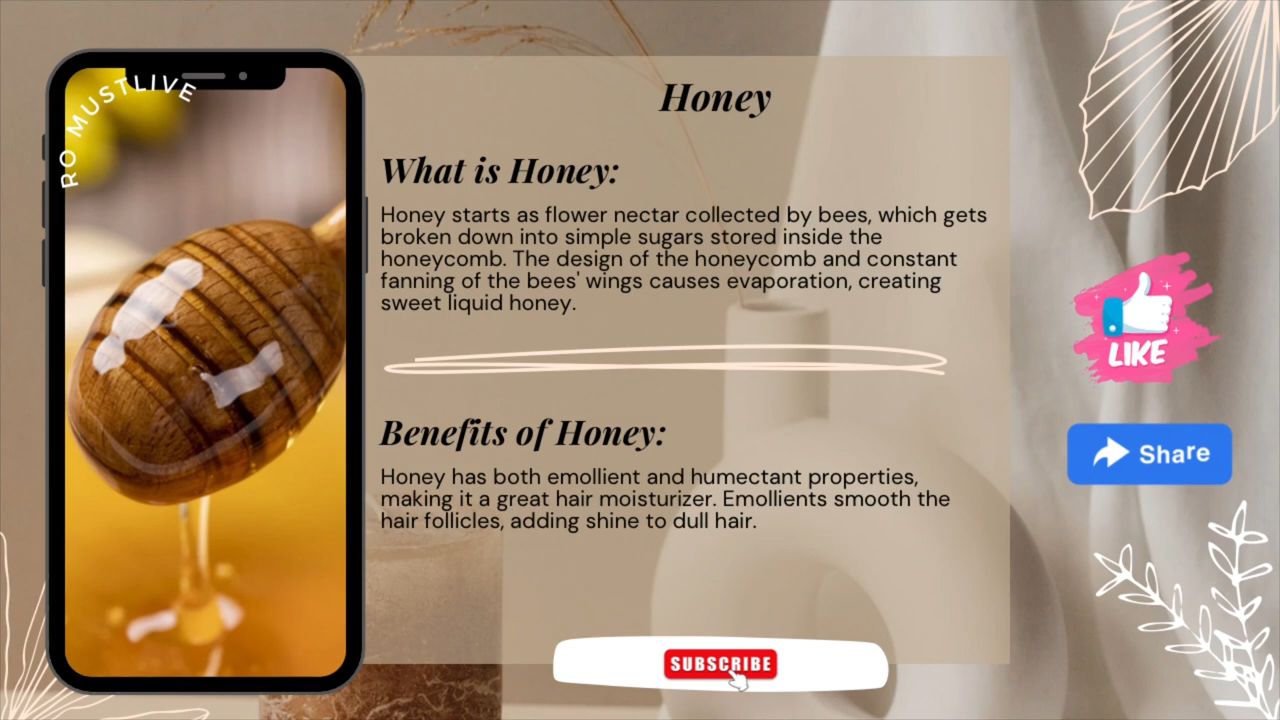 RO MUSTLIVE
Honey
What is Honey:
Honey starts as flower nectar collected by bees, which gets
broken down into simple sugars stored inside the
honeycomb. The design of the honeycomb and constant
fanning of the bees' wings causes evaporation, creating
sweet liquid honey.
Benefits of Honey:
Honey has both emollient and humectant properties,
making it a great hair moisturizer. Emollients smooth the
hair follicles, adding shine to dull hair.
LIKE
Share
SUBSCRIBE